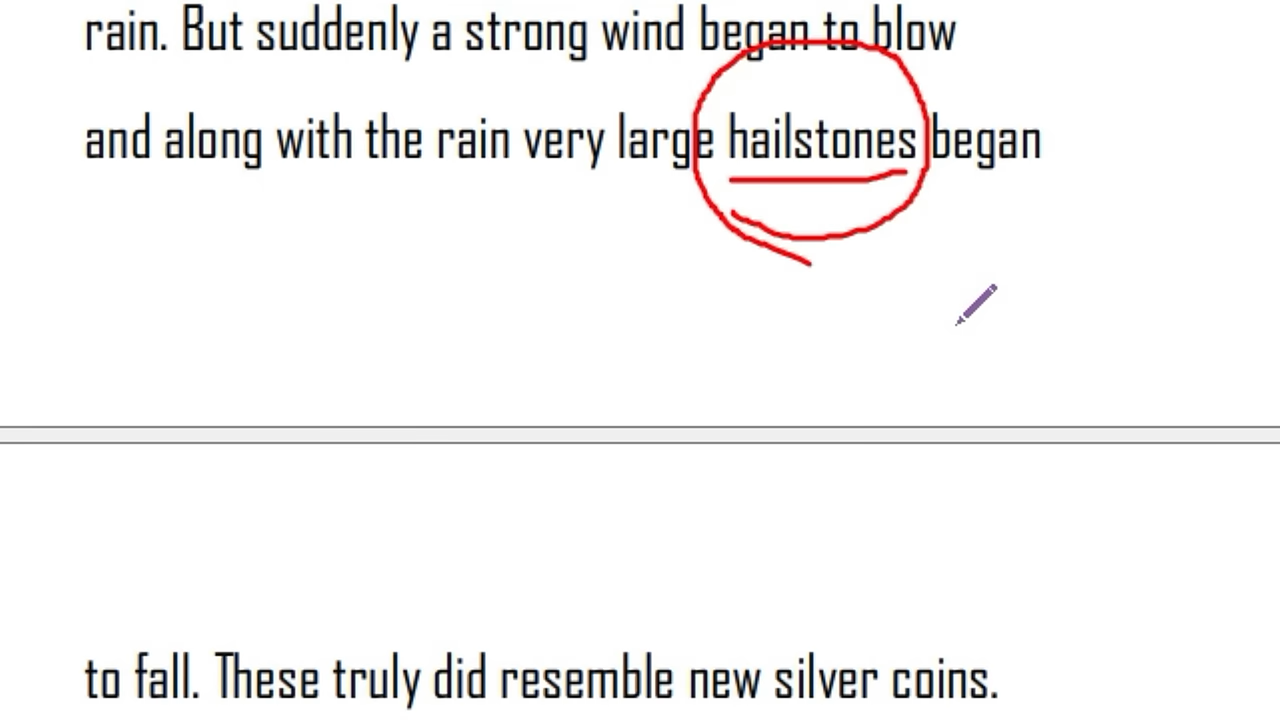 rain. But suddenly a strong wind began to blow
and along with the rain very large hailstones began
to fall. These truly did resemble new silver coins.